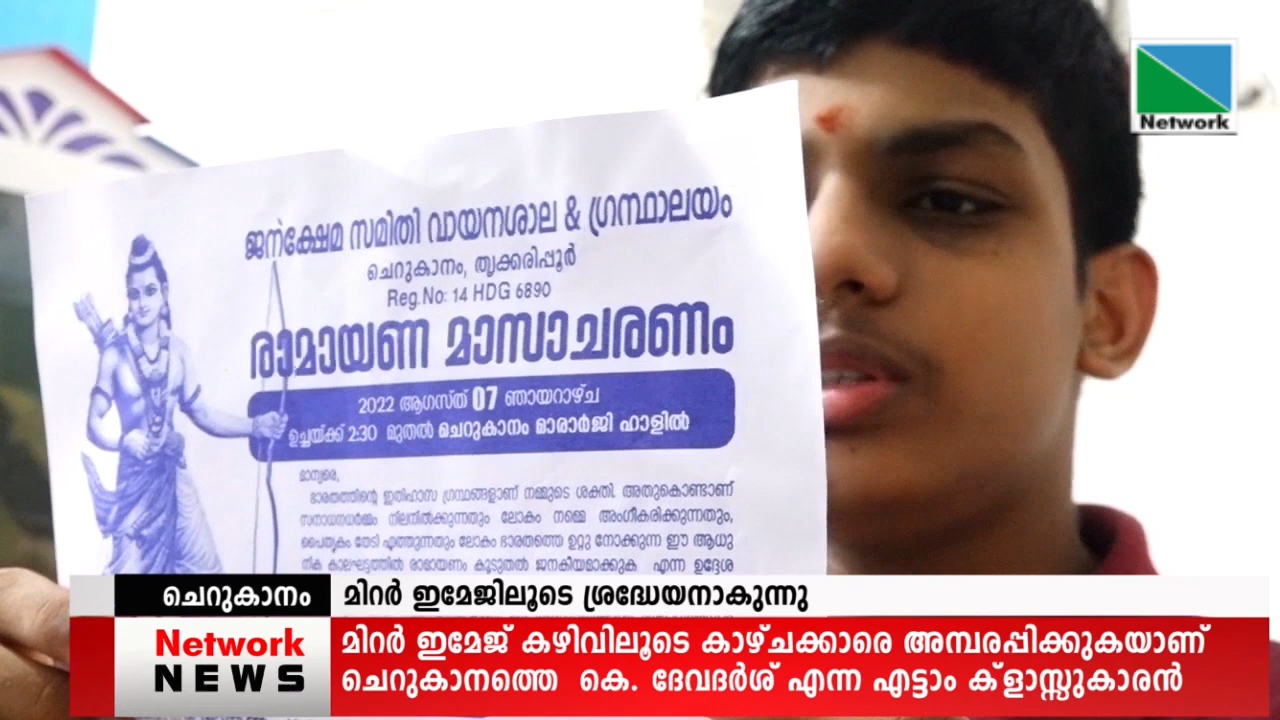 Network
ജനക്ഷേമ സമിതി വായനശാല & ഗ്രന്ഥാലയം
ചെറുകാനം, തൃക്കരിപ്പൂർ
Reg.No: 14 HDG 6890
രാമായണ മാസാചരണം
2022 ആഗസ്ത് 07 ഞായറാഴ്ച
ഉച്ചയ്ക്ക് 2:30 മുതൽ ചെറുകാനം മാരാർജി ഹാളിൽ
മാന്യരെ,
ഭാരതത്തിന്റെ ഇതിഹാസ ഗ്രന്ഥങ്ങളാണ് നമ്മുടെ ശക്തി. അതുകൊണ്ടാണ്
സനാതനധർമ്മം നിലനിൽക്കുന്നതും ലോകം നമ്മെ അംഗീകരിക്കുന്നതും,
പൈതൃകം തേടി എത്തുന്നതും ലോകം ഭാരതത്തെ ഉറ്റു നോക്കുന്ന ഈ ആധു
നിക കാലഘട്ടത്തിൽ രാമായണം കൂടുതൽ ജനകീയമാക്കുക എന്ന ഉദ്ദേശ
ചെറുകാനം
മിറർ ഇമേജിലൂടെ ശ്രദ്ധേയനാകുന്നു
Network
NEWS
മിറർ ഇമേജ് കഴിവിലൂടെ കാഴ്ചക്കാരെ അമ്പരപ്പിക്കുകയാണ്
ചെറുകാനത്തെ കെ. ദേവദർശ് എന്ന എട്ടാം ക്ളാസ്സുകാരൻ